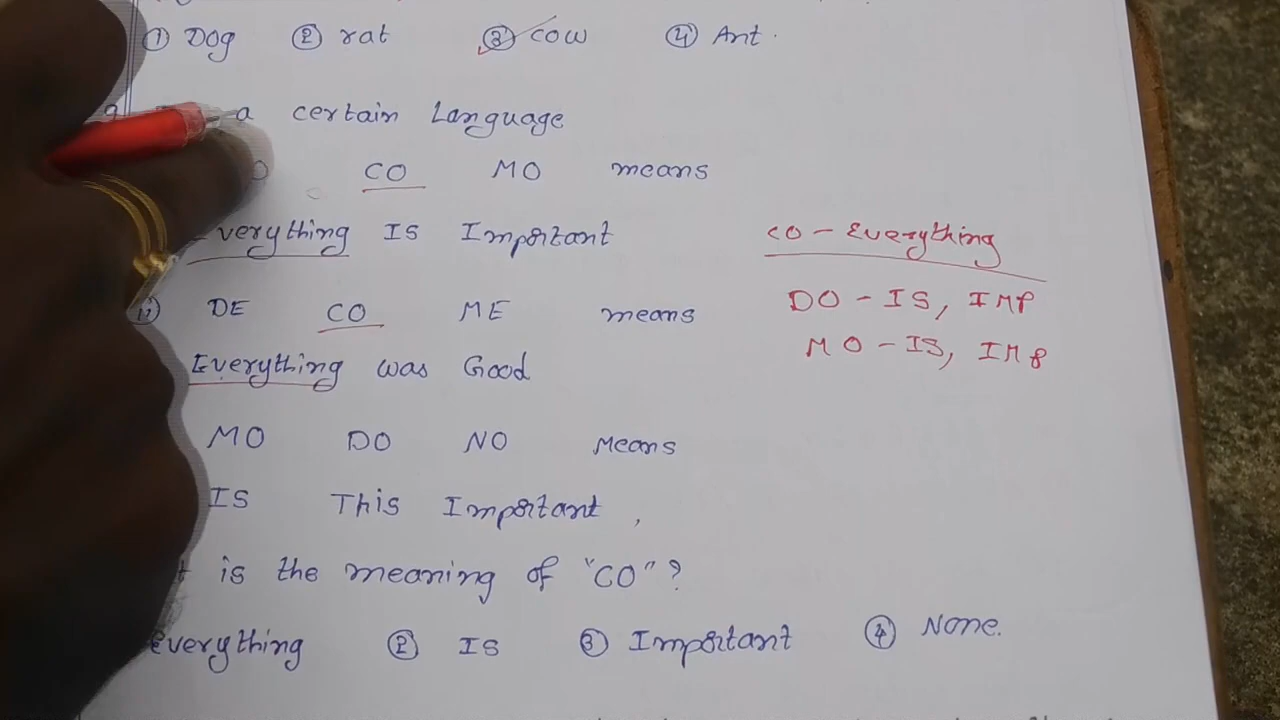 ① Dog ② rat ③ cow ④ Ant.
a certain Language
CO MO means
Everything IS Important
CO - Everything
DO - IS, IMP
MO - IS, IMP
ii) DE CO ME means
Everything was Good
MO DO NO Means
IS This Important,
is the meaning of "CO"?
Everything ② IS ③ Important ④ None.